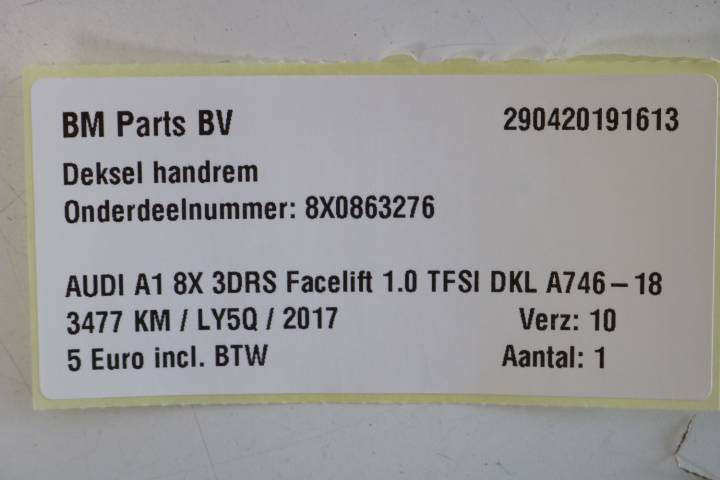 BM Parts BV 290420191613
Deksel handrem
Onderdeelnummer: 8X0863276
AUDI A1 8X 3DRS Facelift 1.0 TFSI DKL A746-18
3477 KM / LY5Q / 2017 Verz: 10
5 Euro incl. BTW Aantal: 1